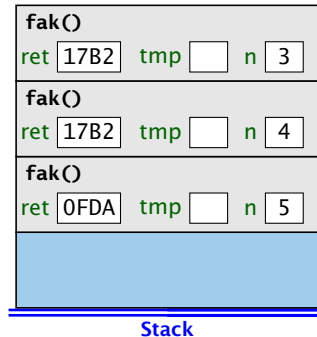 fak()
ret 17B2 tmp n 3
fak()
ret 17B2 tmp n 4
fak()
ret 0FDA tmp n 5
Stack